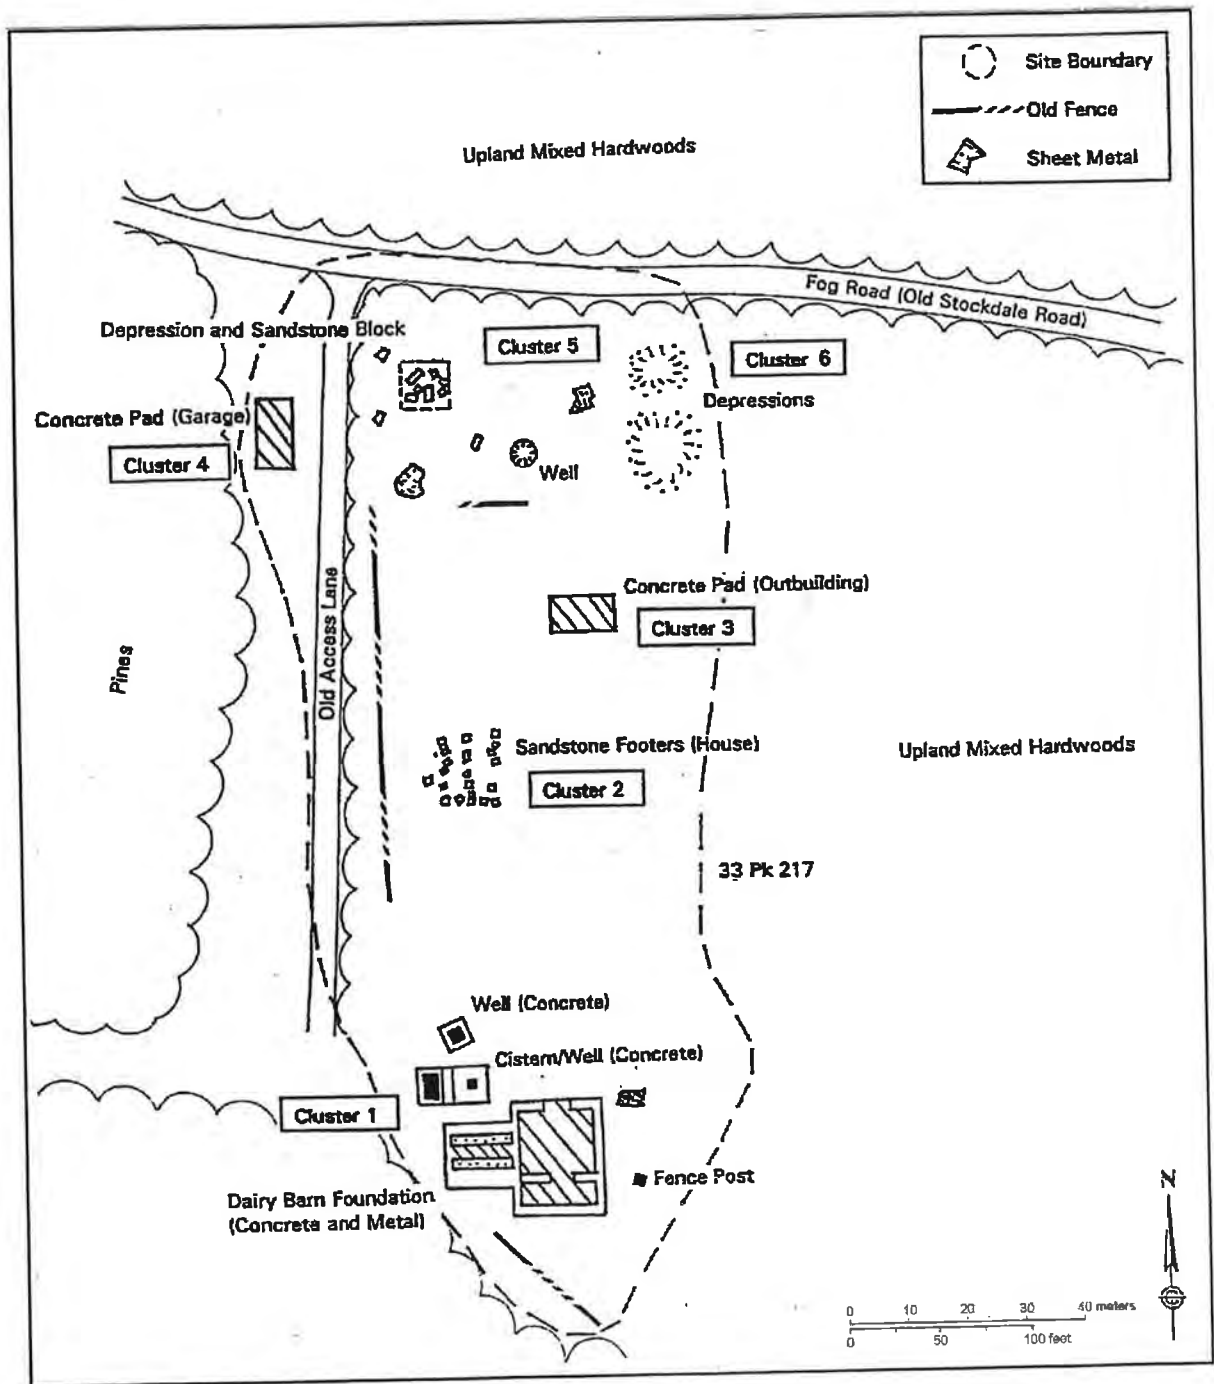 Site Boundary
Old Fence
Sheet Metal
Upland Mixed Hardwoods
Fog Road (Old Stockdale Road)
Depression and Sandstone Block
Cluster 5
Cluster 6
Depressions
Concrete Pad (Garage)
Cluster 4
Well
Concrete Pad (Outbuilding)
Cluster 3
Old Access Lane
Pines
Sandstone Footers (House)
Cluster 2
Upland Mixed Hardwoods
33 Pk 217
Well (Concrete)
Cistern/Well (Concrete)
Cluster 1
Fence Post
Dairy Barn Foundation
(Concrete and Metal)
N
0 10 20 30 40 meters
0 50 100 feet